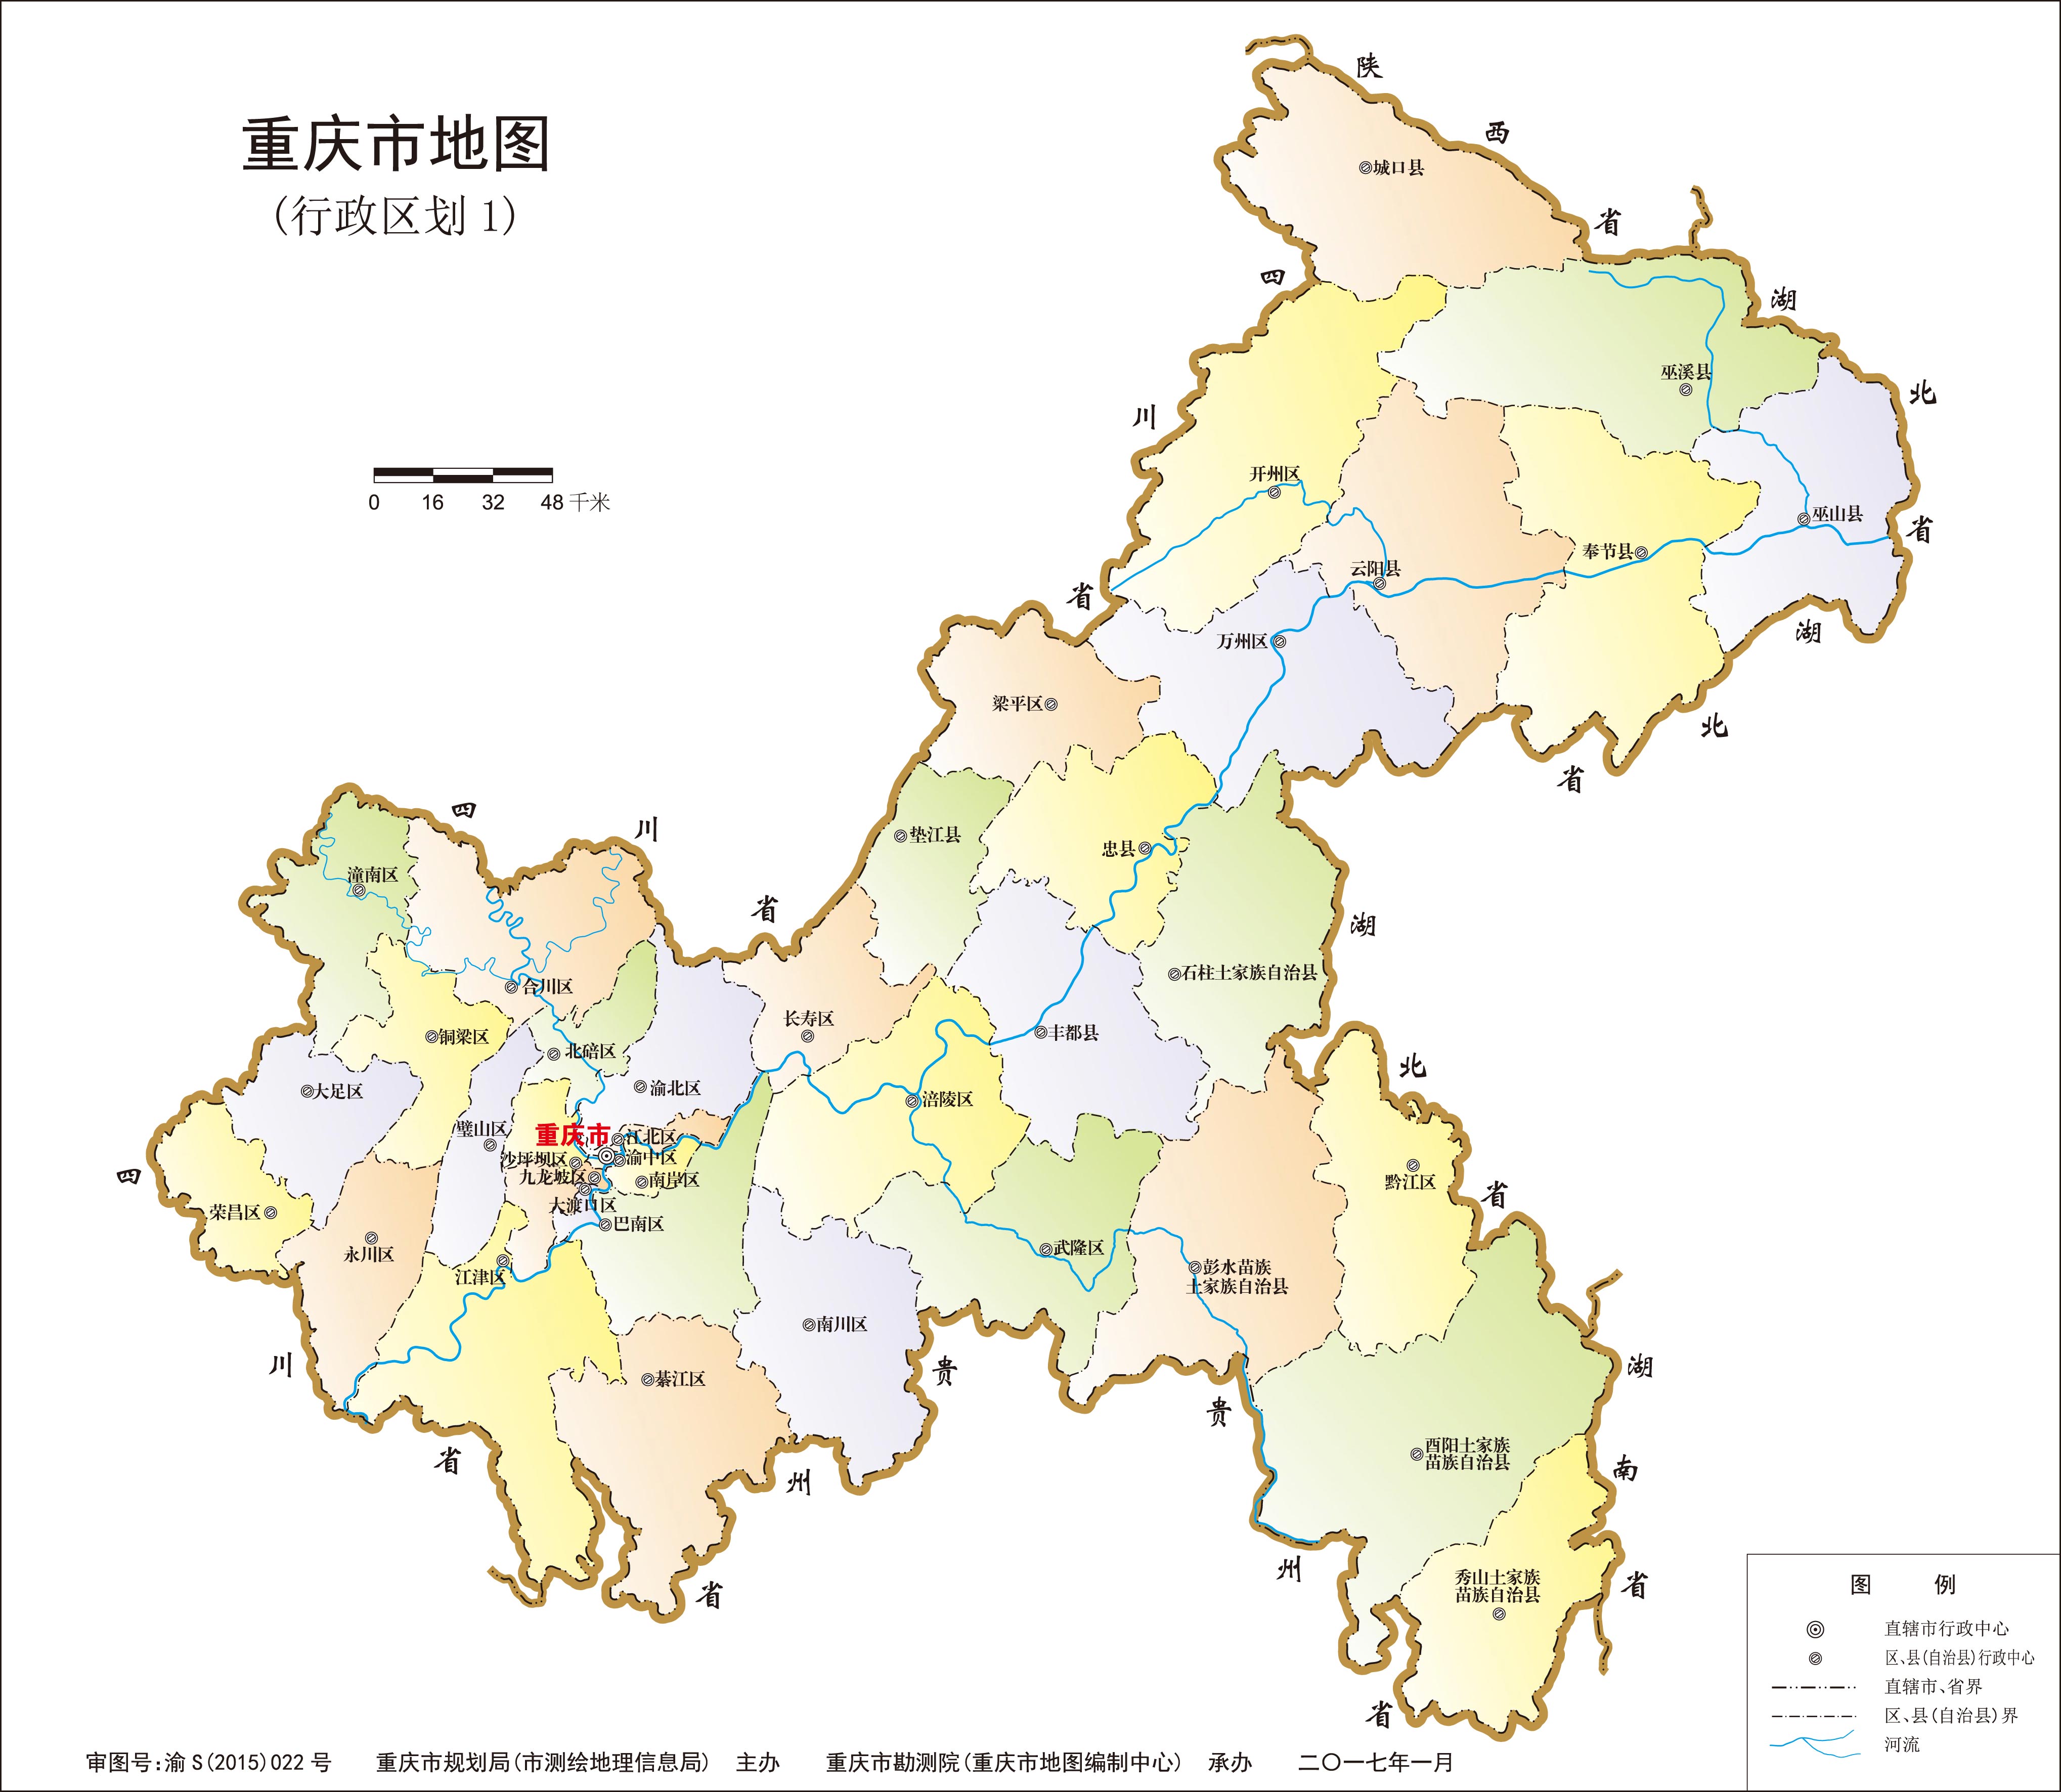 重庆市地图
(行政区划1)
陕
西
省
城口县
四
湖
巫溪县
北
川
0 16 32 48 千米
开州区
巫山县
省
奉节县
云阳县
省
湖
万州区
梁平区
北
省
四
川
垫江县
忠县
潼南区
省
湖
石柱土家族自治县
合川区
长寿区
丰都县
铜梁区
北碚区
北
大足区
渝北区
涪陵区
璧山区
重庆市
江北区
沙坪坝区
渝中区
四
九龙坡区
南岸区
黔江区
省
大渡口区
荣昌区
巴南区
永川区
武隆区
江津区
彭水苗族
土家族自治县
南川区
川
贵
湖
綦江区
贵
酉阳土家族
苗族自治县
省
州
南
州
秀山土家族
苗族自治县
省
省
省
图 例
直辖市行政中心
区、县(自治县)行政中心
直辖市、省界
区、县(自治县)界
河流
审图号:渝S(2015)022号 重庆市规划局(市测绘地理信息局) 主办 重庆市勘测院(重庆市地图编制中心) 承办 二〇一七年一月